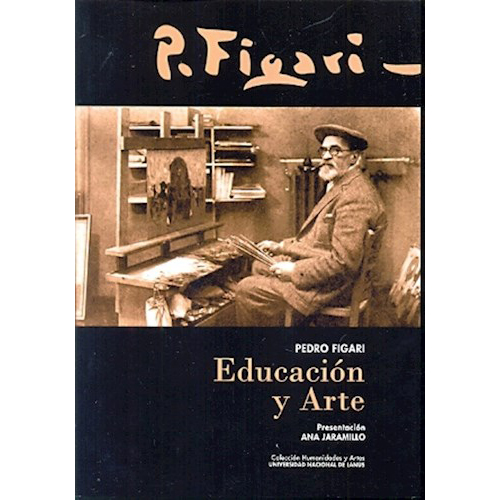 P. Figari
PEDRO FIGARI
Educación
y Arte
Presentación
ANA JARAMILLO
Colección Humanidades y Artes
UNIVERSIDAD NACIONAL DE LANÚS